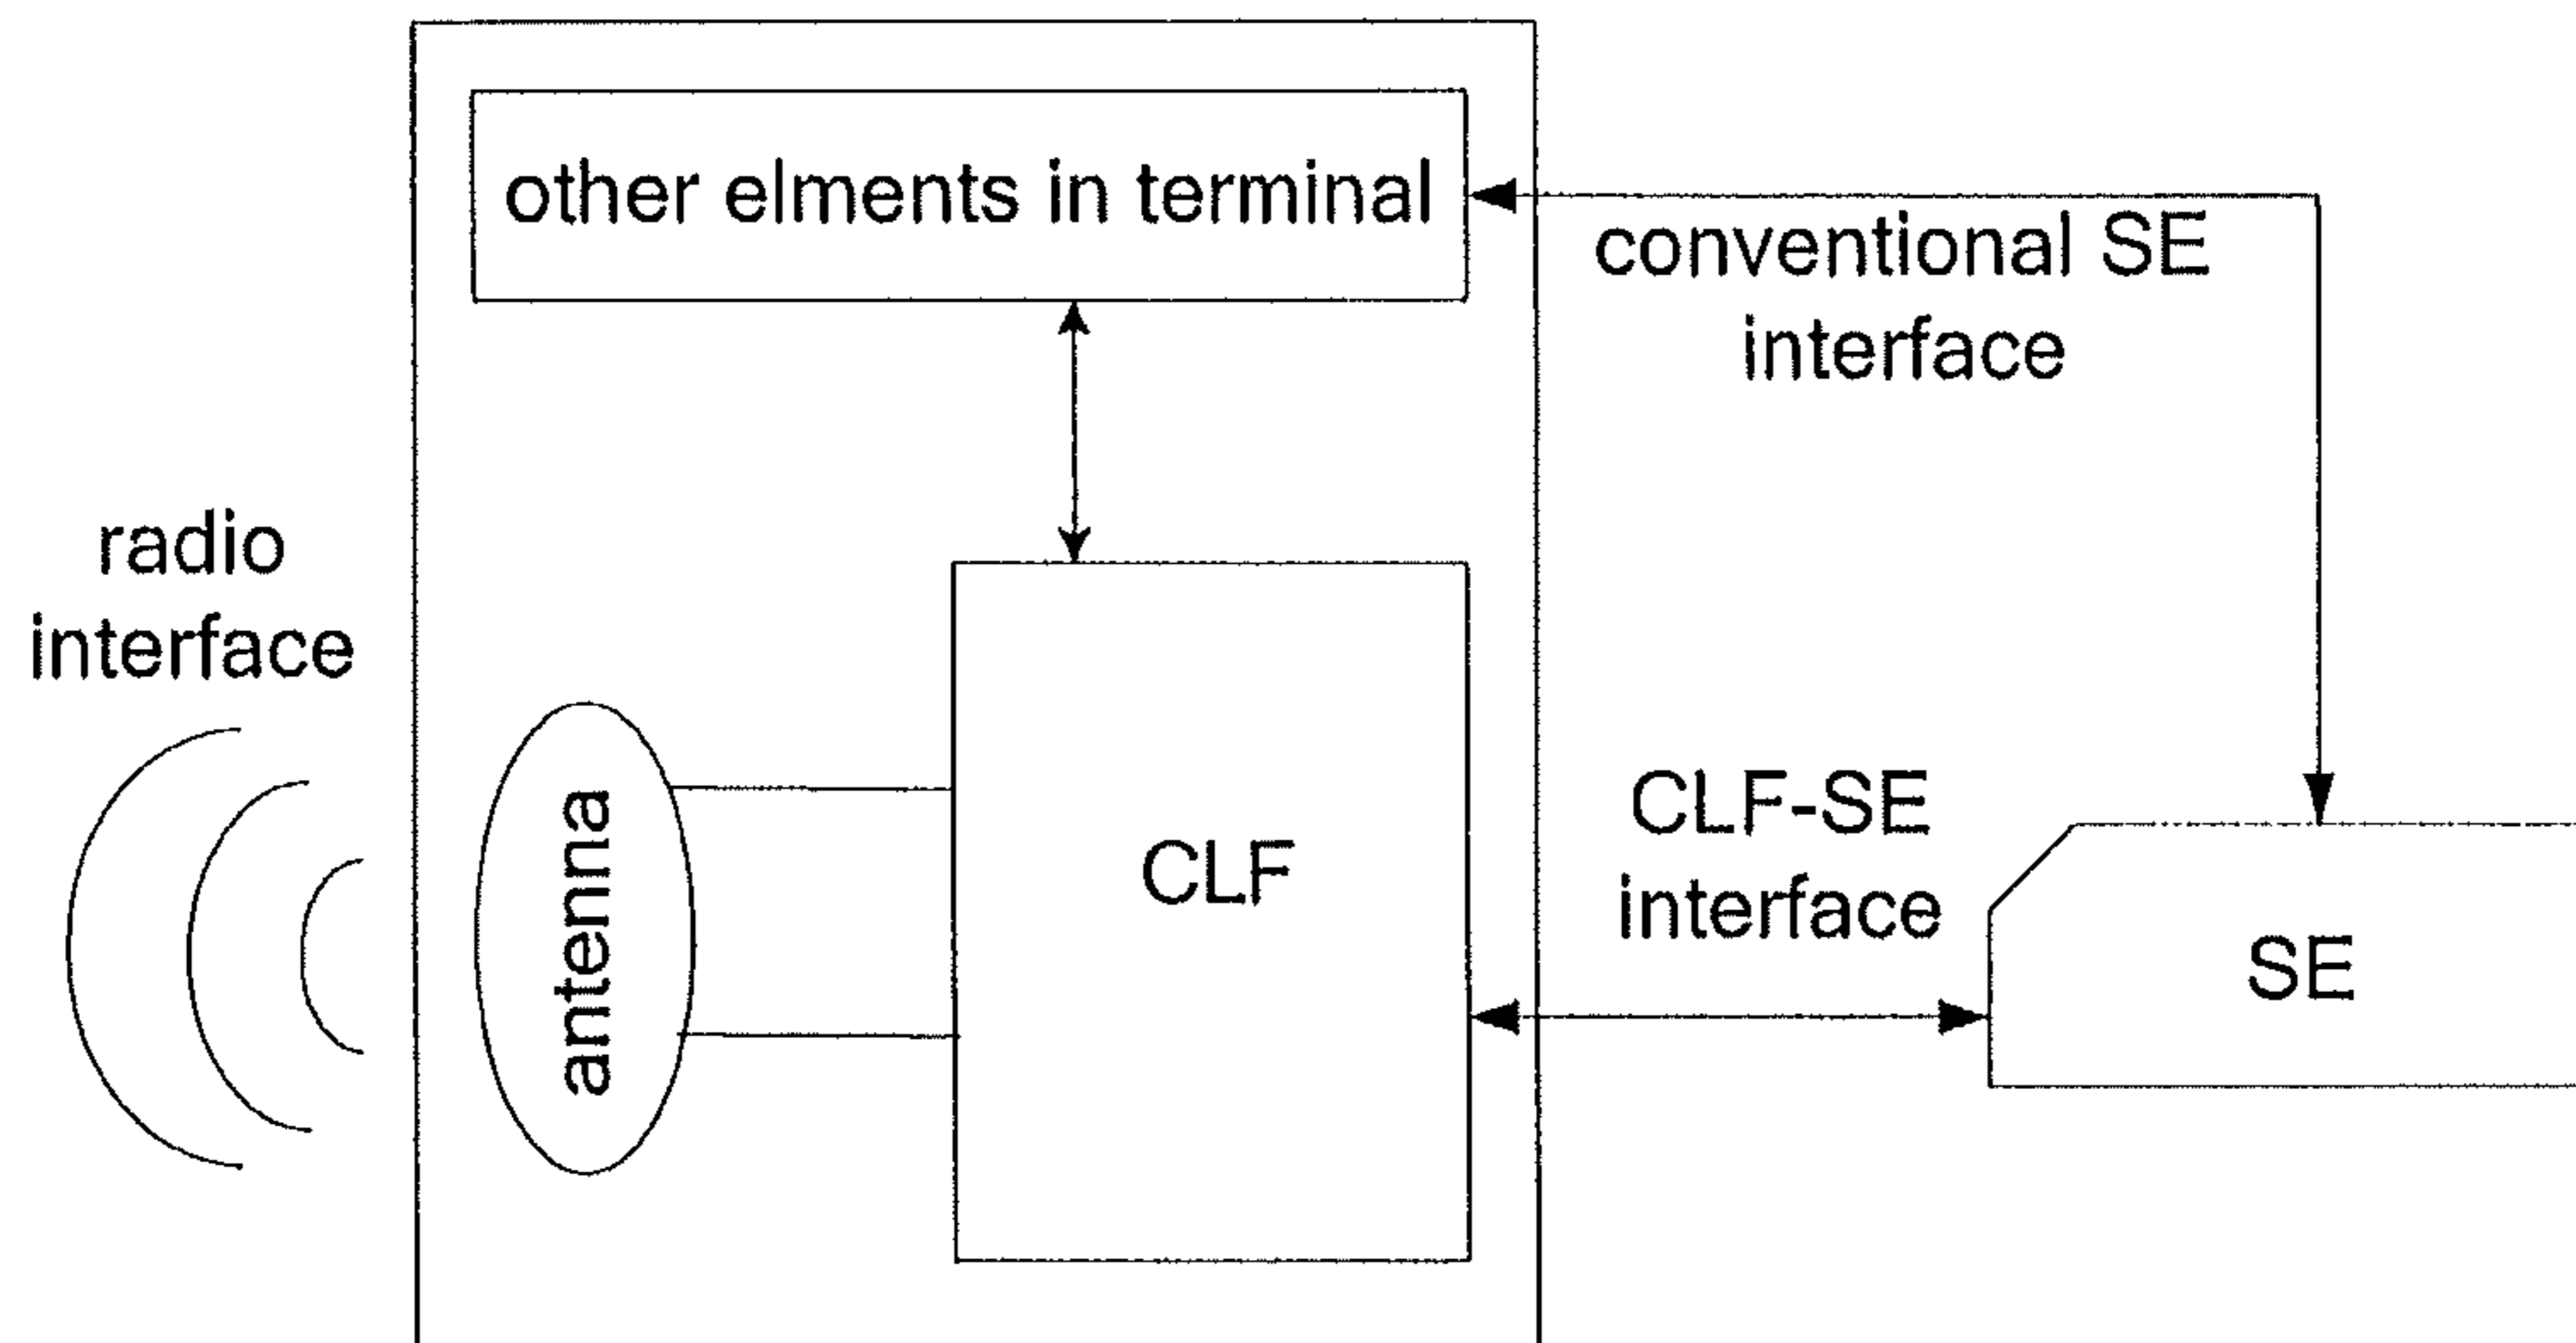 other elments in terminal
conventional SE
interface
radio
interface
antenna
CLF
CLF-SE
interface
SE